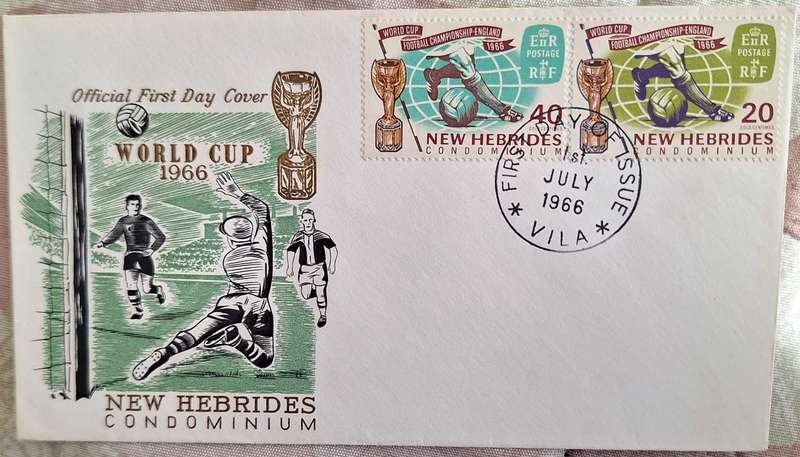 Official First Day Cover
WORLD CUP
1966
NEW HEBRIDES
CONDOMINIUM
WORLD CUP
FOOTBALL CHAMPIONSHIP·ENGLAND
1966
EIIR
POSTAGE
RF
40
NEW HEBRIDES
CONDOMINIUM
WORLD CUP
FOOTBALL CHAMPIONSHIP·ENGLAND
1966
EIIR
POSTAGE
RF
20
GOLD CENTIMES
NEW HEBRIDES
CONDOMINIUM
* FIRST DAY OF ISSUE *
1st.
JULY
1966
VILA